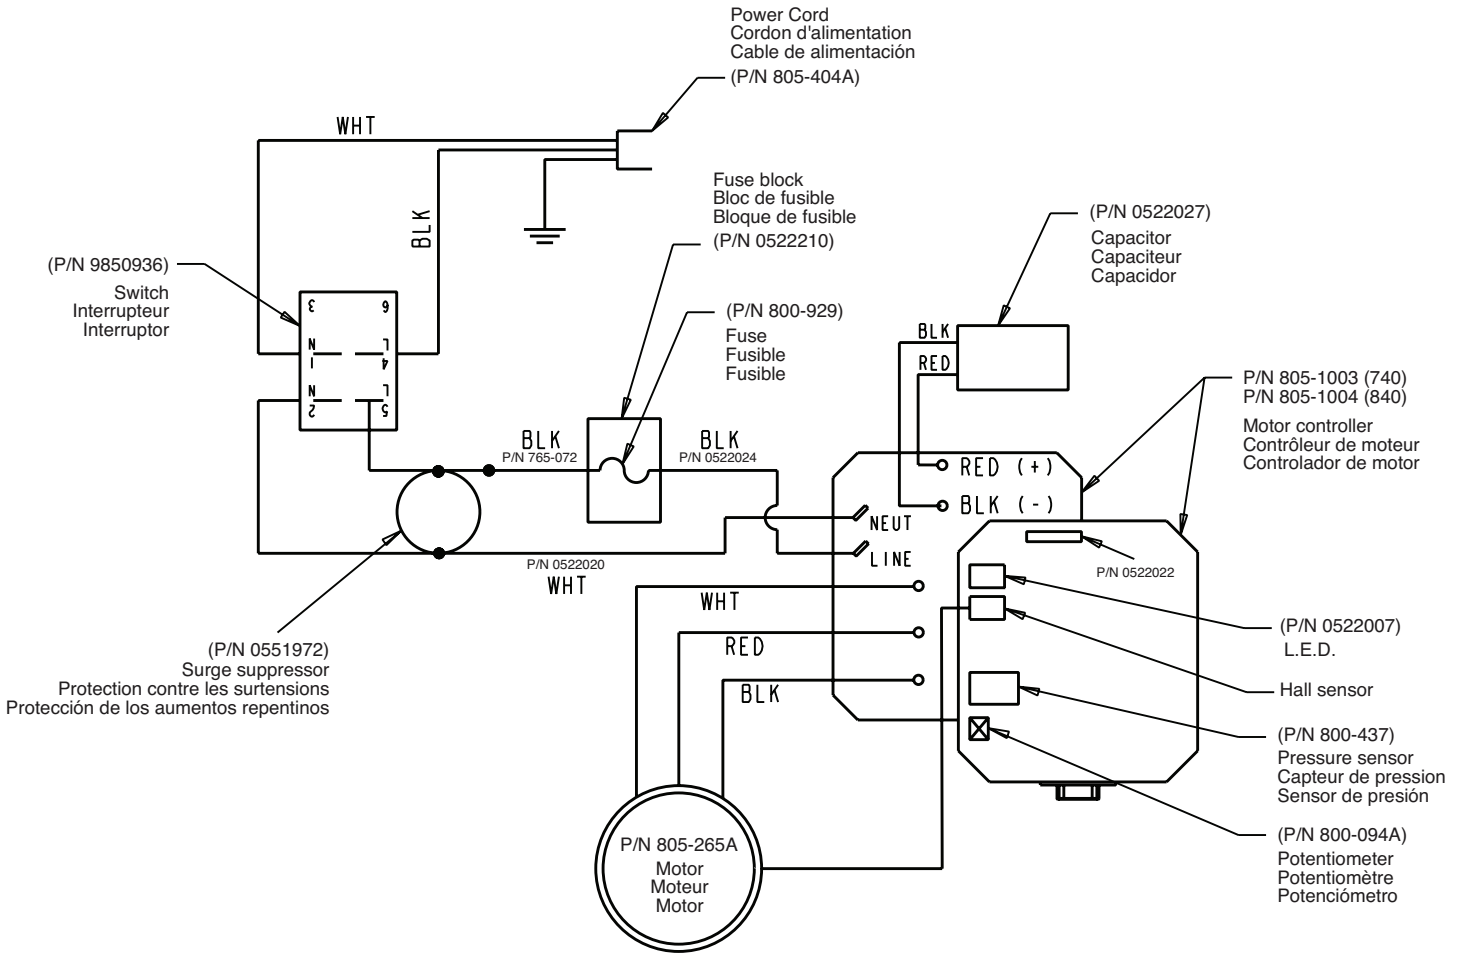 Power Cord
Cordon d'alimentation
Cable de alimentación
(P/N 805-404A)
WHT
BLK
Fuse block
Bloc de fusible
Bloque de fusible
(P/N 0522210)
(P/N 0522027)
Capacitor
Capaciteur
Capacidor
(P/N 9850936)
Switch
Interrupteur
Interruptor
3 6
N L
1 4
N L
2 5
(P/N 800-929)
Fuse
Fusible
Fusible
BLK
RED
P/N 805-1003 (740)
P/N 805-1004 (840)
Motor controller
Contrôleur de moteur
Controlador de motor
BLK
P/N 765-072
BLK
P/N 0522024
RED (+)
BLK (-)
NEUT
LINE
P/N 0522020
WHT
P/N 0522022
WHT
RED
BLK
(P/N 0522007)
L.E.D.
Hall sensor
(P/N 0551972)
Surge suppressor
Protection contre les surtensions
Protección de los aumentos repentinos
(P/N 800-437)
Pressure sensor
Capteur de pression
Sensor de presión
(P/N 800-094A)
Potentiometer
Potentiomètre
Potenciómetro
P/N 805-265A
Motor
Moteur
Motor